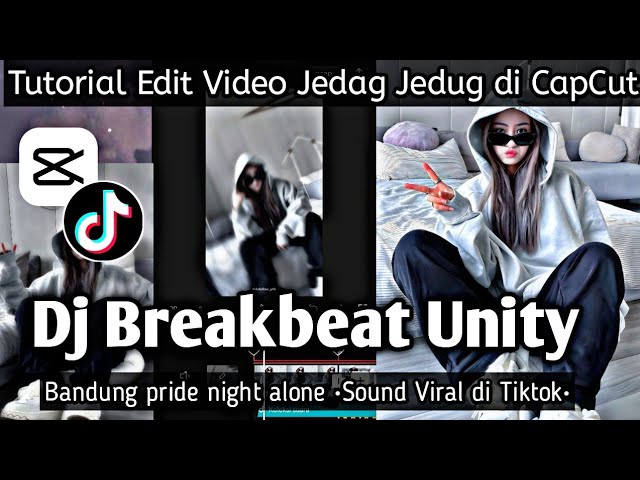 Tutorial Edit Video Jedag Jedug di CapCut
Dj Breakbeat Unity
Bandung pride night alone •Sound Viral di Tiktok•